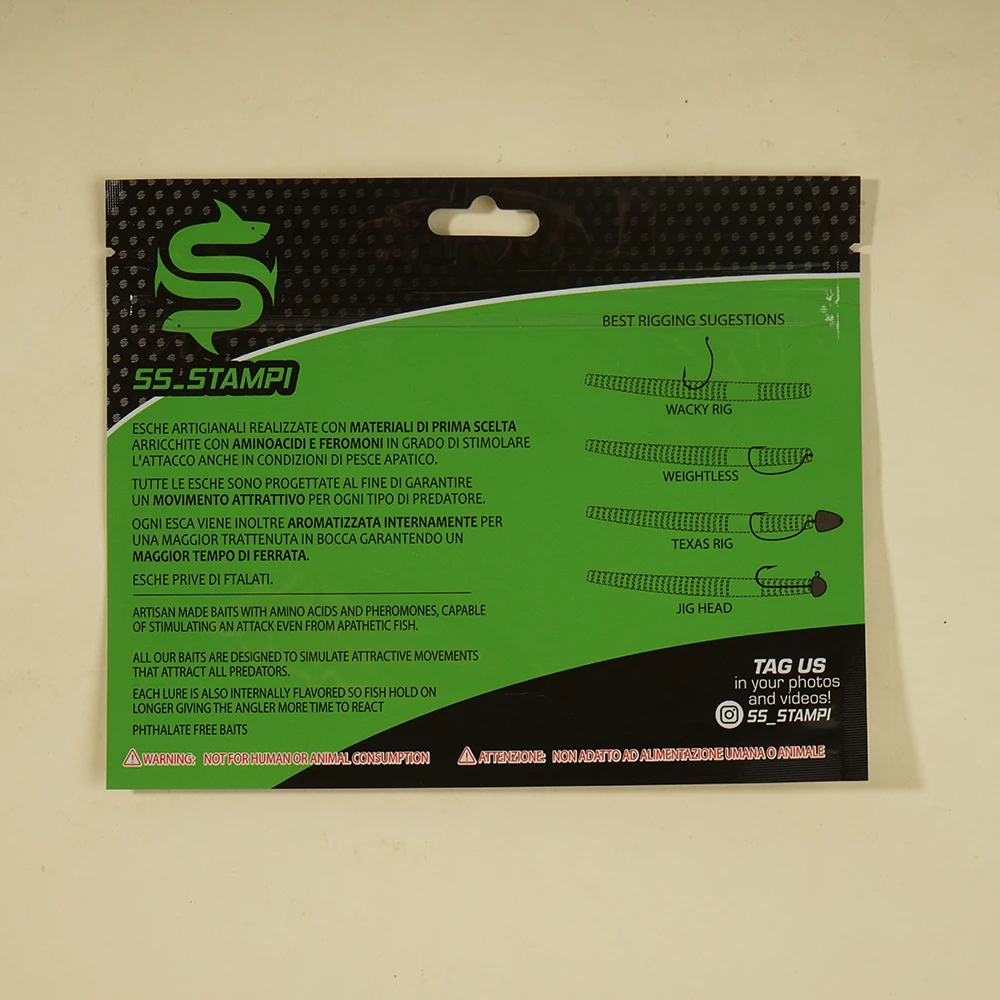 SS_STAMPI
ESCHE ARTIGIANALI REALIZZATE CON MATERIALI DI PRIMA SCELTA
ARRICCHITE CON AMINOACIDI E FEROMONI IN GRADO DI STIMOLARE
L'ATTACCO ANCHE IN CONDIZIONI DI PESCE APATICO.
TUTTE LE ESCHE SONO PROGETTATE AL FINE DI GARANTIRE
UN MOVIMENTO ATTRATTIVO PER OGNI TIPO DI PREDATORE.
OGNI ESCA VIENE INOLTRE AROMATIZZATA INTERNAMENTE PER
UNA MAGGIOR TRATTENUTA IN BOCCA GARANTENDO UN
MAGGIOR TEMPO DI FERRATA.
ESCHE PRIVE DI FTALATI.
ARTISAN MADE BAITS WITH AMINO ACIDS AND PHEROMONES, CAPABLE
OF STIMULATING AN ATTACK EVEN FROM APATHETIC FISH.
ALL OUR BAITS ARE DESIGNED TO SIMULATE ATTRACTIVE MOVEMENTS
THAT ATTRACT ALL PREDATORS.
EACH LURE IS ALSO INTERNALLY FLAVORED SO FISH HOLD ON
LONGER GIVING THE ANGLER MORE TIME TO REACT
PHTHALATE FREE BAITS
BEST RIGGING SUGESTIONS
WACKY RIG
WEIGHTLESS
TEXAS RIG
JIG HEAD
TAG US
in your photos
and videos!
SS_STAMPI
WARNING: NOT FOR HUMAN OR ANIMAL CONSUMPTION
ATTENZIONE: NON ADATTO AD ALIMENTAZIONE UMANA O ANIMALE